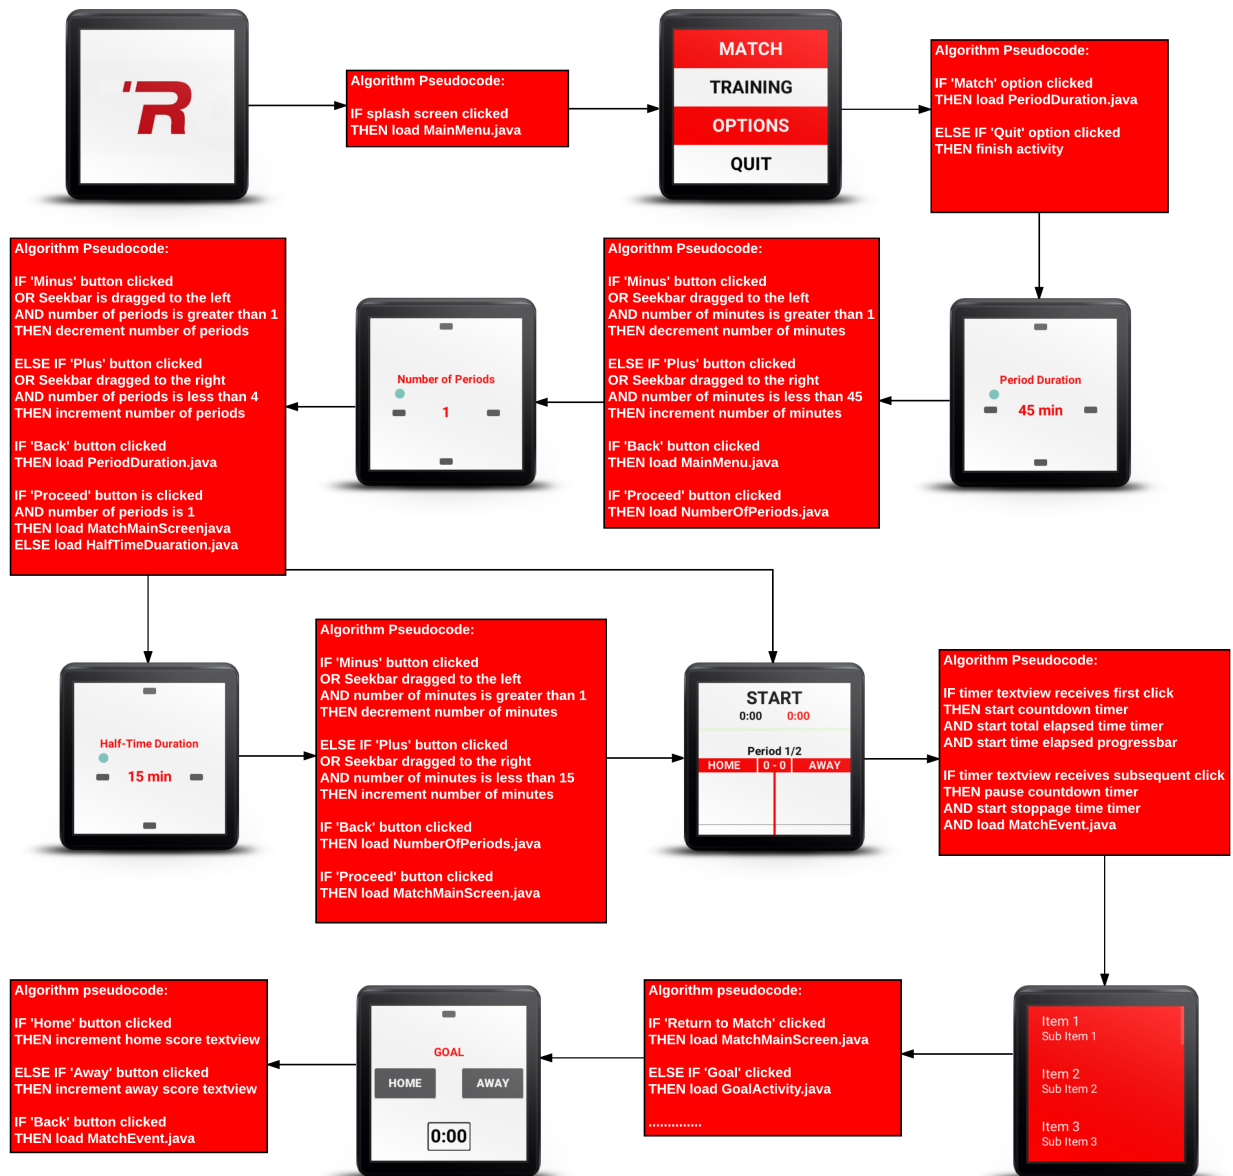 'R
Algorithm Pseudocode:
IF splash screen clicked
THEN load MainMenu.java
MATCH
TRAINING
OPTIONS
QUIT
Algorithm Pseudocode:
IF 'Match' option clicked
THEN load PeriodDuration.java
ELSE IF 'Quit' option clicked
THEN finish activity
Period Duration
45 min
Algorithm Pseudocode:
IF 'Minus' button clicked
OR Seekbar dragged to the left
AND number of minutes is greater than 1
THEN decrement number of minutes
ELSE IF 'Plus' button clicked
OR Seekbar dragged to the right
AND number of minutes is less than 45
THEN increment number of minutes
IF 'Back' button clicked
THEN load MainMenu.java
IF 'Proceed' button clicked
THEN load NumberOfPeriods.java
Number of Periods
1
Algorithm Pseudocode:
IF 'Minus' button clicked
OR Seekbar is dragged to the left
AND number of periods is greater than 1
THEN decrement number of periods
ELSE IF 'Plus' button clicked
OR Seekbar dragged to the right
AND number of periods is less than 4
THEN increment number of periods
IF 'Back' button clicked
THEN load PeriodDuration.java
IF 'Proceed' button is clicked
AND number of periods is 1
THEN load MatchMainScreenjava
ELSE load HalfTimeDuaration.java
Half-Time Duration
15 min
Algorithm Pseudocode:
IF 'Minus' button clicked
OR Seekbar dragged to the left
AND number of minutes is greater than 1
THEN decrement number of minutes
ELSE IF 'Plus' button clicked
OR Seekbar dragged to the right
AND number of minutes is less than 15
THEN increment number of minutes
IF 'Back' button clicked
THEN load NumberOfPeriods.java
IF 'Proceed' button clicked
THEN load MatchMainScreen.java
START
0:00 0:00
Period 1/2
HOME 0 - 0 AWAY
Algorithm Pseudocode:
IF timer textview receives first click
THEN start countdown timer
AND start total elapsed time timer
AND start time elapsed progressbar
IF timer textview receives subsequent click
THEN pause countdown timer
AND start stoppage time timer
AND load MatchEvent.java
Item 1
Sub Item 1
Item 2
Sub Item 2
Item 3
Sub Item 3
Algorithm pseudocode:
IF 'Return to Match' clicked
THEN load MatchMainScreen.java
ELSE IF 'Goal' clicked
THEN load GoalActivity.java
..............
GOAL
HOME AWAY
0:00
Algorithm pseudocode:
IF 'Home' button clicked
THEN increment home score textview
ELSE IF 'Away' button clicked
THEN increment away score textview
IF 'Back' button clicked
THEN load MatchEvent.java